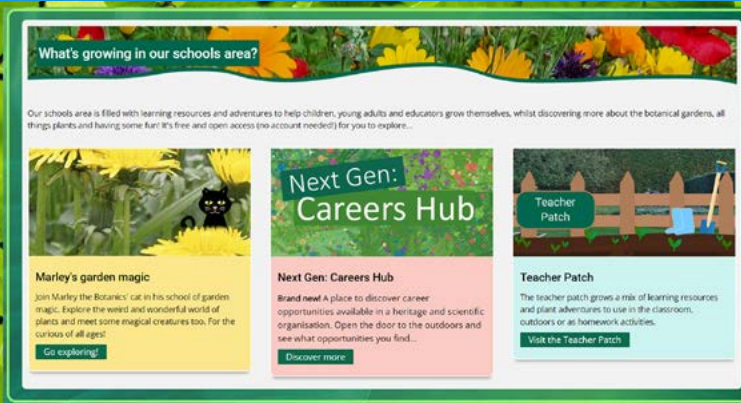 What's growing in our schools area?
Our schools area is filled with learning resources and adventures to help children, young adults and educators grow themselves, whilst discovering more about the botanical gardens, all
things plants and having some fun! It's free and open access (no account needed!) for you to explore...
Next Gen:
Careers Hub
Teacher
Patch
Marley's garden magic
Join Marley the Botanics' cat in his school of garden
magic. Explore the weird and wonderful world of
plants and meet some magical creatures too. For the
curious of all ages!
Go exploring!
Next Gen: Careers Hub
Brand new! A place to discover career
opportunities available in a heritage and scientific
organisation. Open the door to the outdoors and
see what opportunities you find...
Discover more
Teacher Patch
The teacher patch grows a mix of learning resources
and plant adventures to use in the classroom,
outdoors or as homework activities.
Visit the Teacher Patch